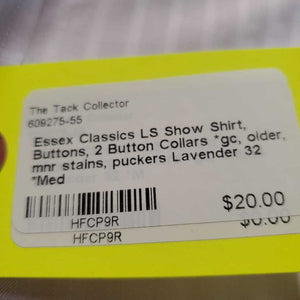 The Tack Collector
609275-55
Essex Classics LS Show Shirt,
Buttons, 2 Button Collars *gc, older,
mnr stains, puckers Lavender 32
*Med
$20.00
HFCP9R
HFCP9R